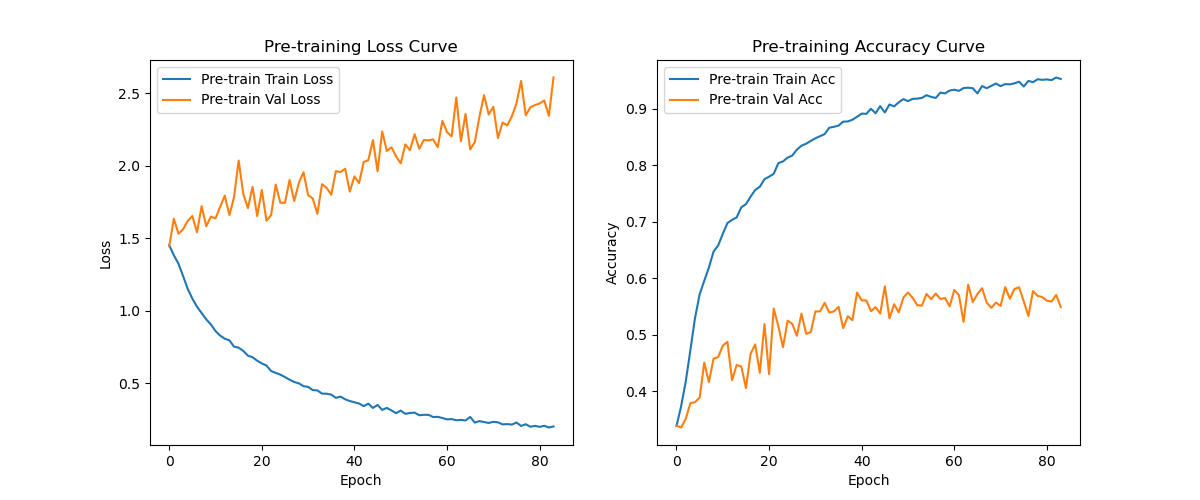 Pre-training Loss Curve
Pre-train Train Loss
Pre-train Val Loss
2.5
2.0
1.5
1.0
0.5
Loss
0 20 40 60 80
Epoch
Pre-training Accuracy Curve
Pre-train Train Acc
Pre-train Val Acc
0.9
0.8
0.7
0.6
0.5
0.4
Accuracy
0 20 40 60 80
Epoch